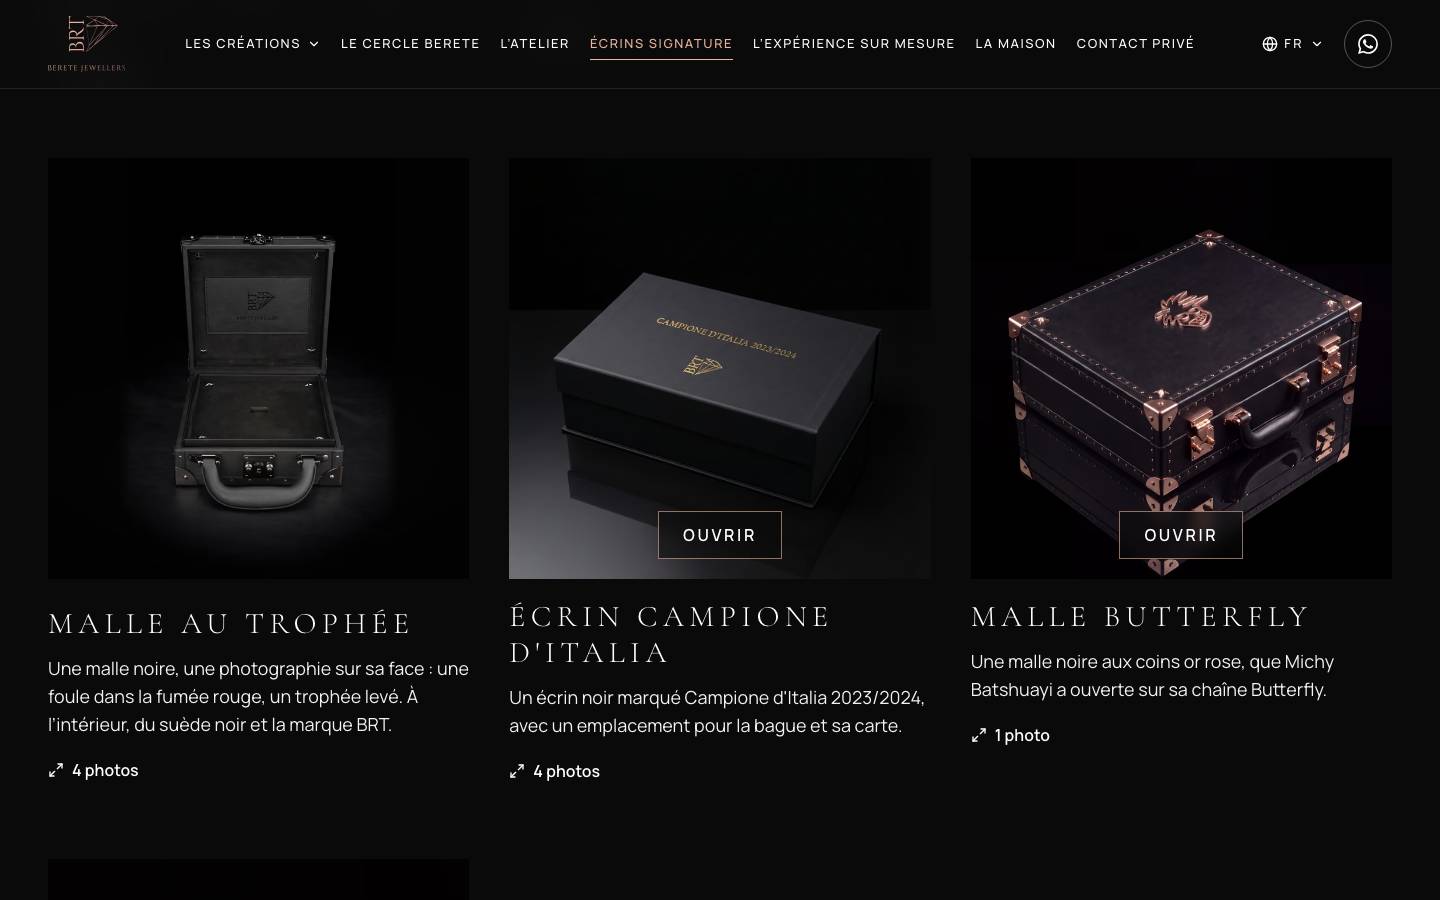 BRT
BERETE JEWELLERS
LES CRÉATIONS
LE CERCLE BERETE
L'ATELIER
ÉCRINS SIGNATURE
L'EXPÉRIENCE SUR MESURE
LA MAISON
CONTACT PRIVÉ
FR
BRT
CAMPIONE D'ITALIA 2023/2024
BRT
OUVRIR
OUVRIR
MALLE AU TROPHÉE
Une malle noire, une photographie sur sa face : une
foule dans la fumée rouge, un trophée levé. À
l'intérieur, du suède noir et la marque BRT.
4 photos
ÉCRIN CAMPIONE
D'ITALIA
Un écrin noir marqué Campione d'Italia 2023/2024,
avec un emplacement pour la bague et sa carte.
4 photos
MALLE BUTTERFLY
Une malle noire aux coins or rose, que Michy
Batshuayi a ouverte sur sa chaîne Butterfly.
1 photo